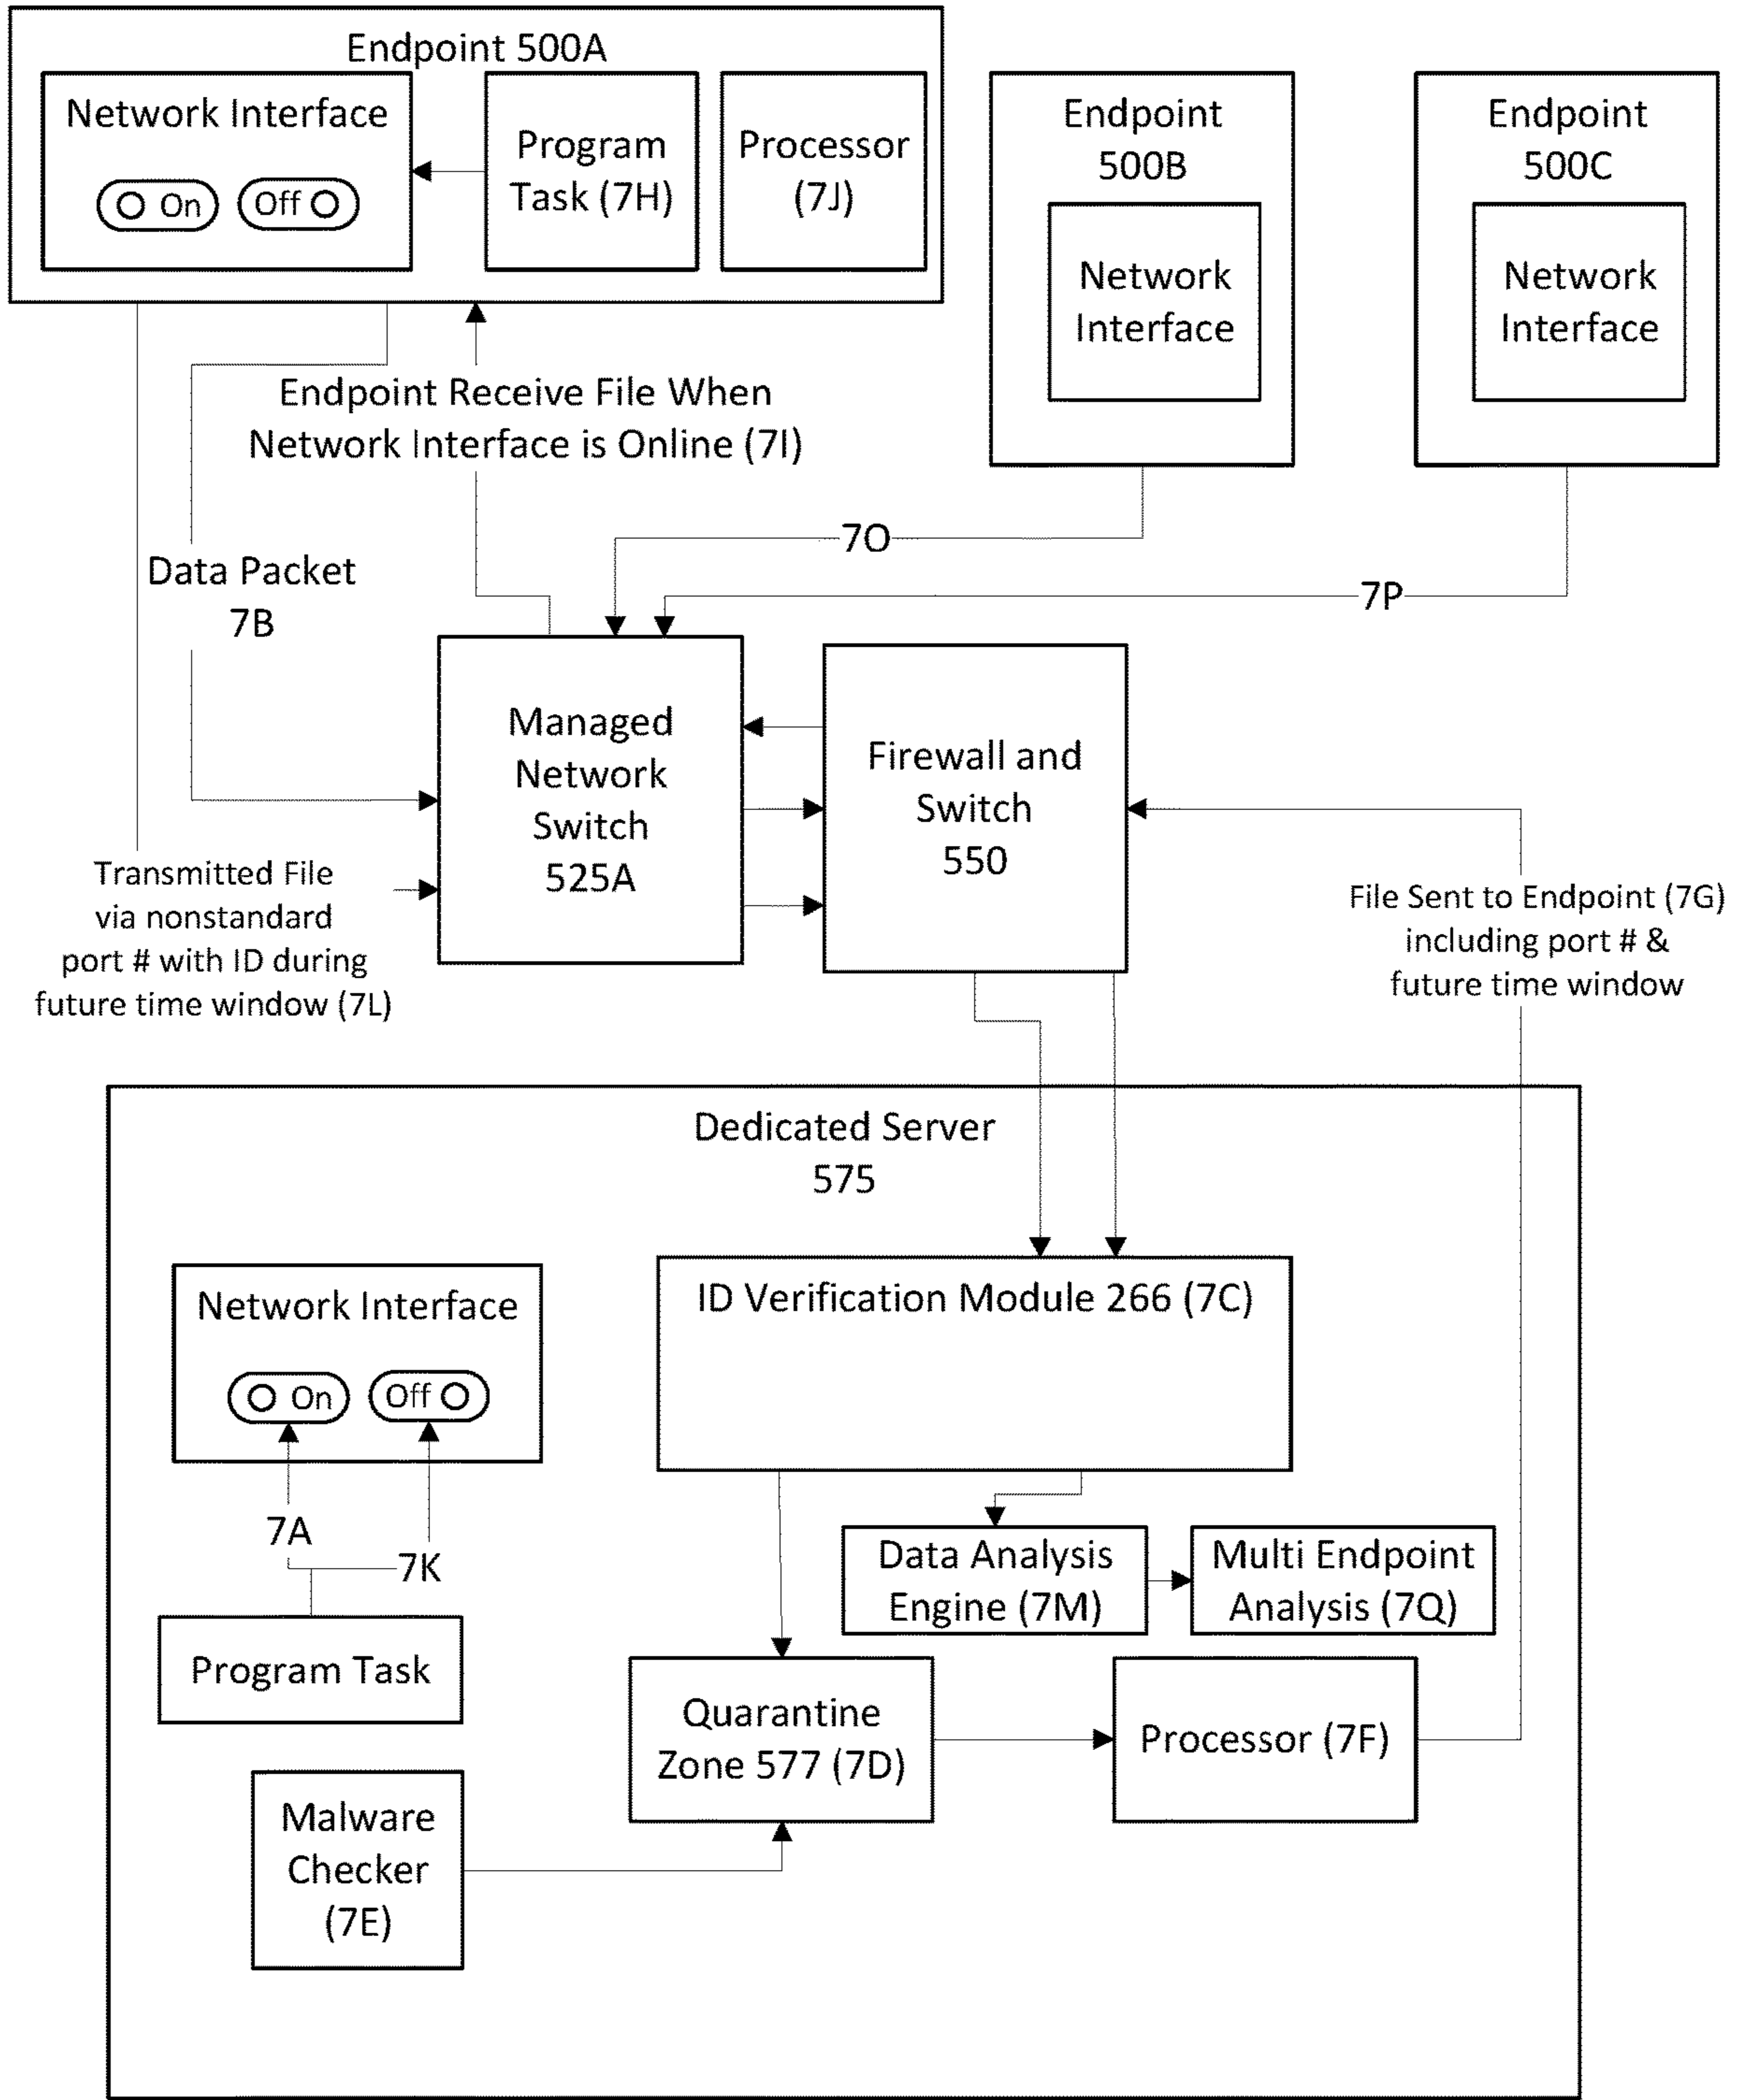 Endpoint 500A
Network Interface
On
Off
Program
Task (7H)
Processor
(7J)
Endpoint
500B
Network
Interface
Endpoint
500C
Network
Interface
Endpoint Receive File When
Network Interface is Online (7I)
7O
7P
Data Packet
7B
Managed
Network
Switch
525A
Firewall and
Switch
550
Transmitted File
via nonstandard
port # with ID during
future time window (7L)
File Sent to Endpoint (7G)
including port # &
future time window
Dedicated Server
575
Network Interface
On
Off
7A
7K
Program Task
ID Verification Module 266 (7C)
Data Analysis
Engine (7M)
Multi Endpoint
Analysis (7Q)
Quarantine
Zone 577 (7D)
Processor (7F)
Malware
Checker
(7E)